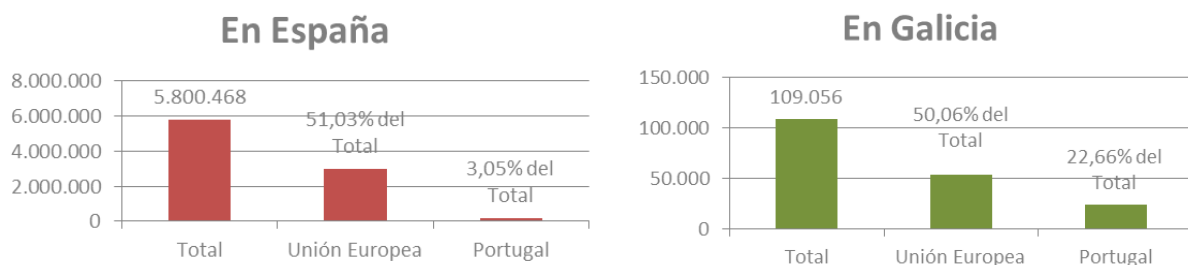 En España
8.000.000
6.000.000
4.000.000
2.000.000
0
5.800.468
51,03% del
Total
3,05% del
Total
Total
Unión Europea
Portugal
En Galicia
150.000
100.000
50.000
0
109.056
50,06% del
Total
22,66% del
Total
Total
Unión Europea
Portugal